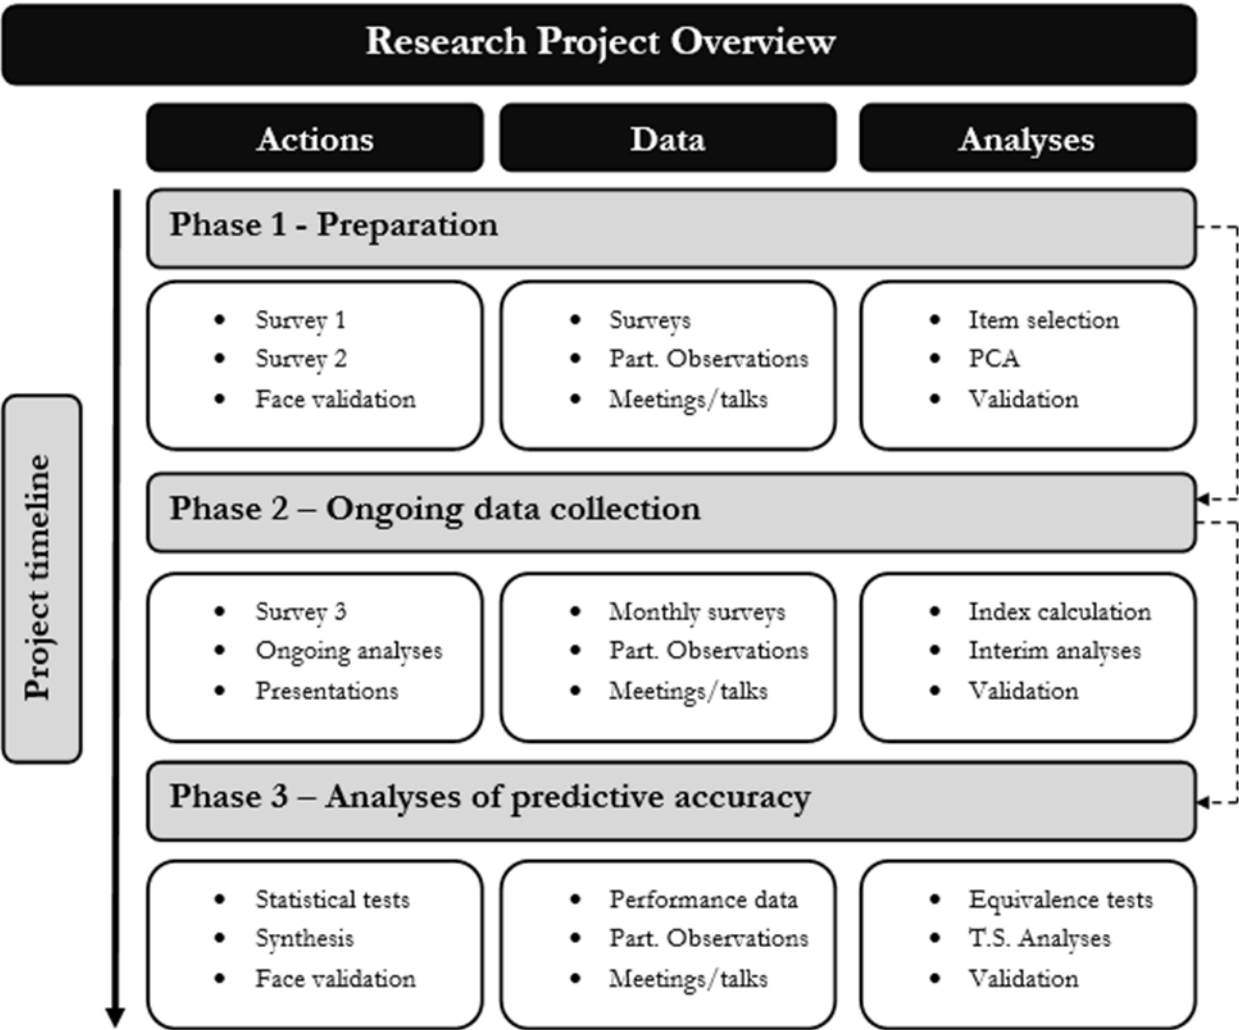 Research Project Overview
Actions
Data
Analyses
Project timeline
Phase 1 - Preparation
• Survey 1
• Survey 2
• Face validation
• Surveys
• Part. Observations
• Meetings/talks
• Item selection
• PCA
• Validation
Phase 2 – Ongoing data collection
• Survey 3
• Ongoing analyses
• Presentations
• Monthly surveys
• Part. Observations
• Meetings/talks
• Index calculation
• Interim analyses
• Validation
Phase 3 – Analyses of predictive accuracy
• Statistical tests
• Synthesis
• Face validation
• Performance data
• Part. Observations
• Meetings/talks
• Equivalence tests
• T.S. Analyses
• Validation